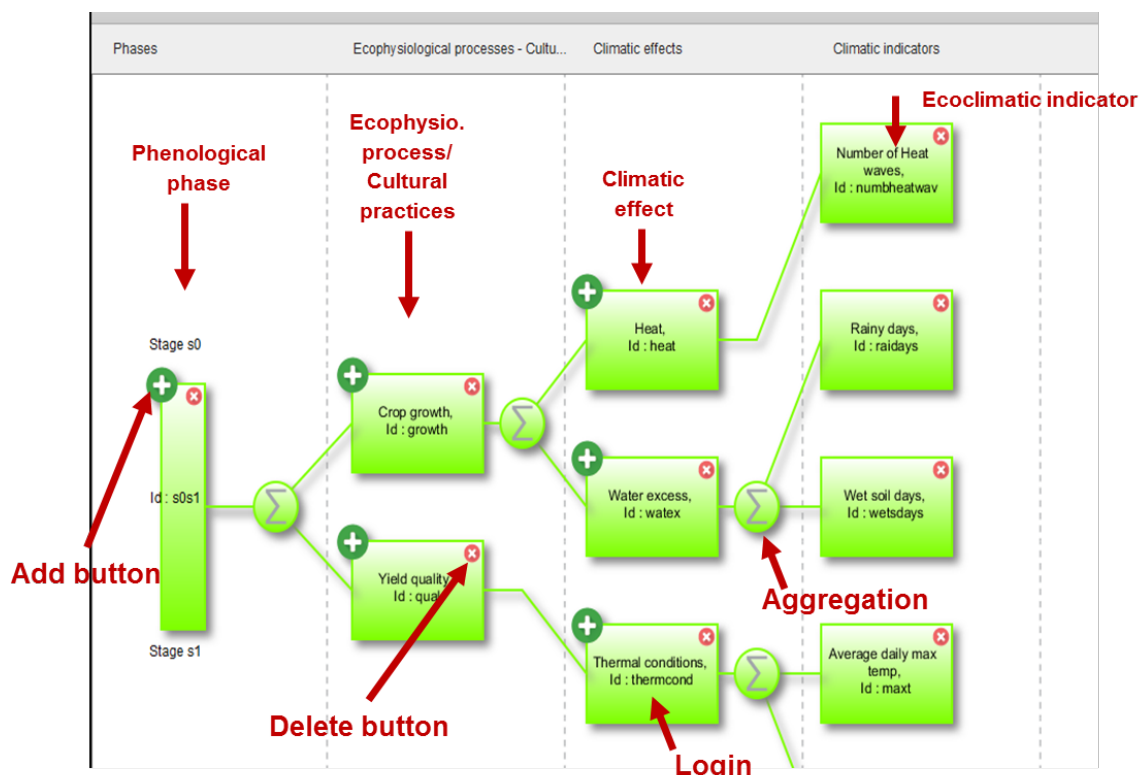 Phases
Ecophysiological processes - Cultu...
Climatic effects
Climatic indicators
Ecoclimatic indicator
Phenological
phase
Ecophysio.
process/
Cultural
practices
Climatic
effect
Number of Heat
waves,
Id : numbheatwav
Stage s0
Heat,
Id : heat
Rainy days,
Id : raidays
Crop growth,
Id : growth
Id : s0s1
Water excess,
Id : watex
Wet soil days,
Id : wetsdays
Add button
Yield quality
Id : qual
Aggregation
Stage s1
Thermal conditions,
Id : thermcond
Average daily max
temp,
Id : maxt
Delete button
Login